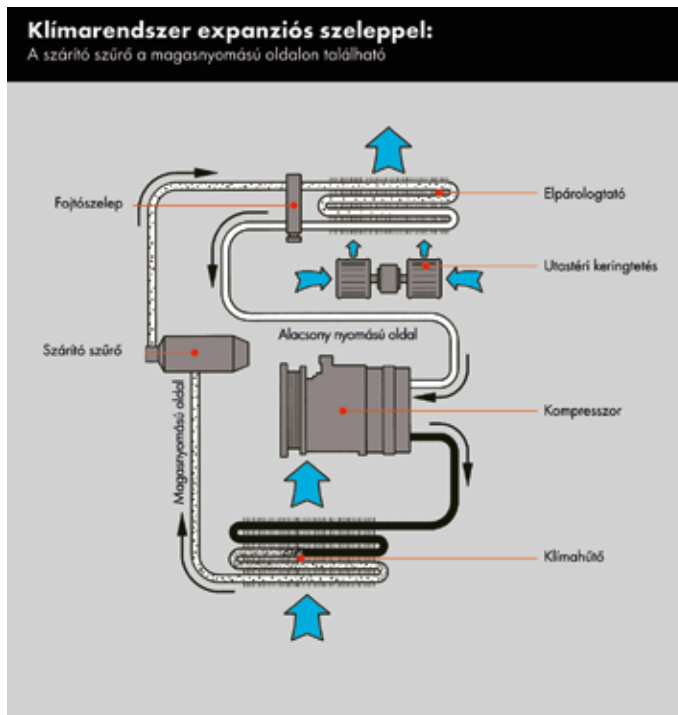 Klímarendszer expanziós szeleppel:
A szárító szűrő a magasnyomású oldalon található
Fojtószelep
Elpárologtató
Utastéri keringtetés
Alacsony nyomású oldal
Szárító szűrő
Magasnyomású oldal
Kompresszor
Klímahűtő